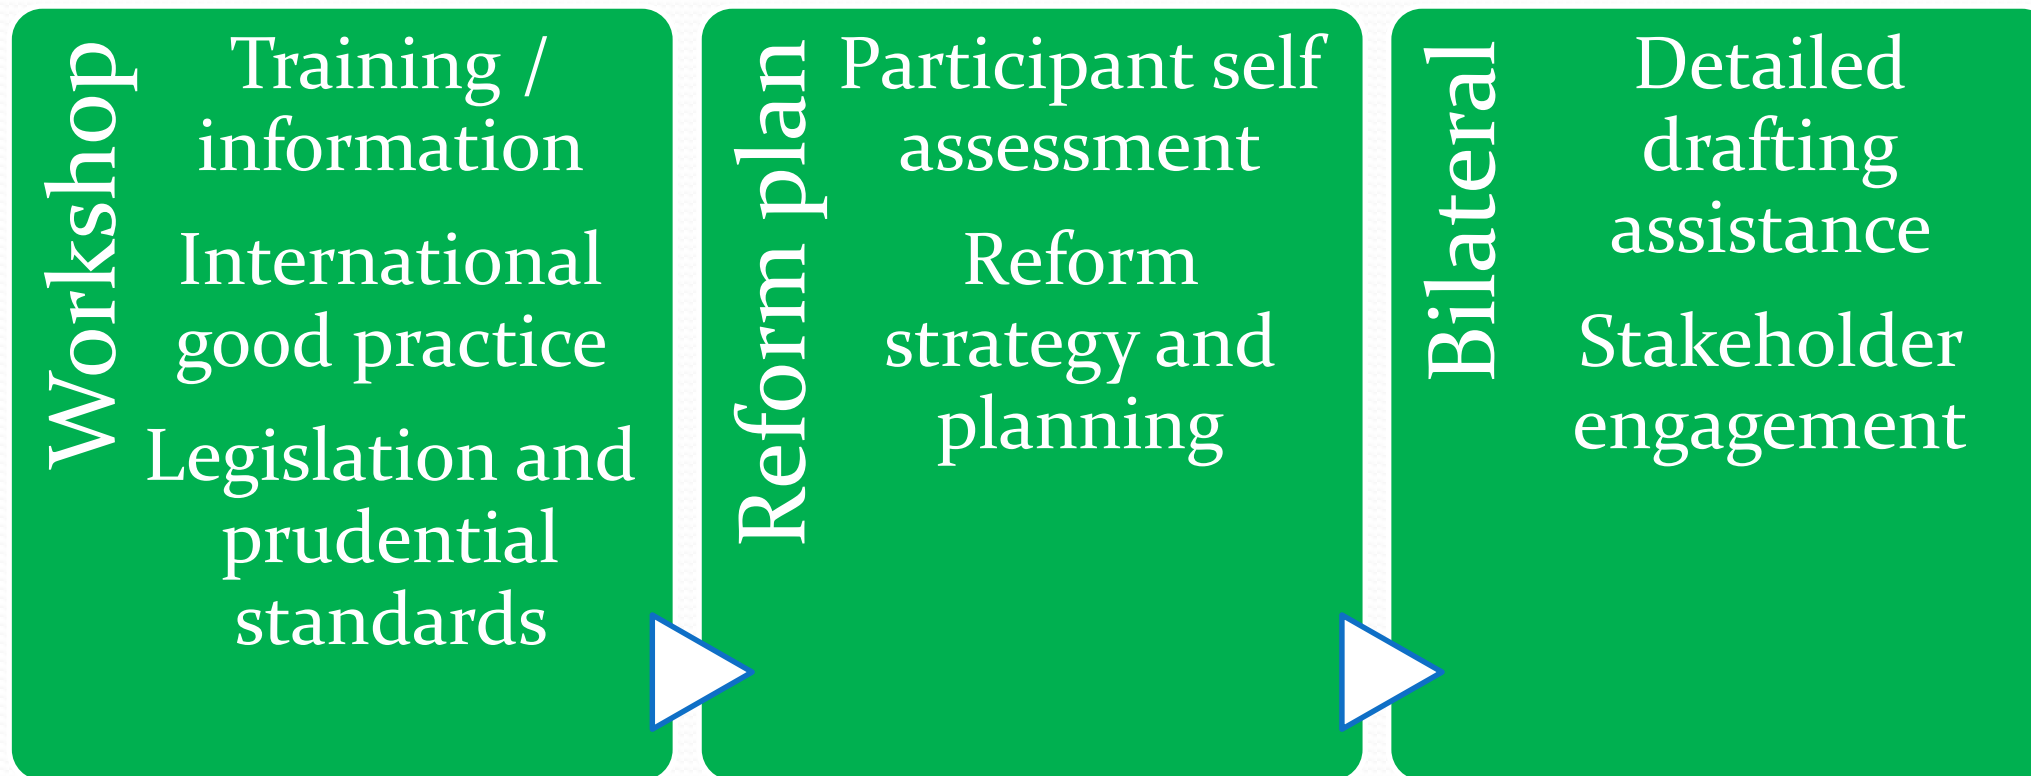 Workshop
Training /
information
International
good practice
Legislation and
prudential
standards
Reform plan
Participant self
assessment
Reform
strategy and
planning
Bilateral
Detailed
drafting
assistance
Stakeholder
engagement